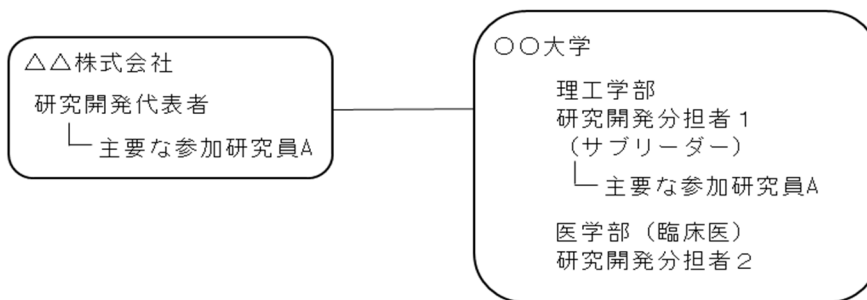 △△株式会社
研究開発代表者
主要な参加研究員A
○○大学
理工学部
研究開発分担者１
（サブリーダー）
主要な参加研究員A
医学部（臨床医）
研究開発分担者２